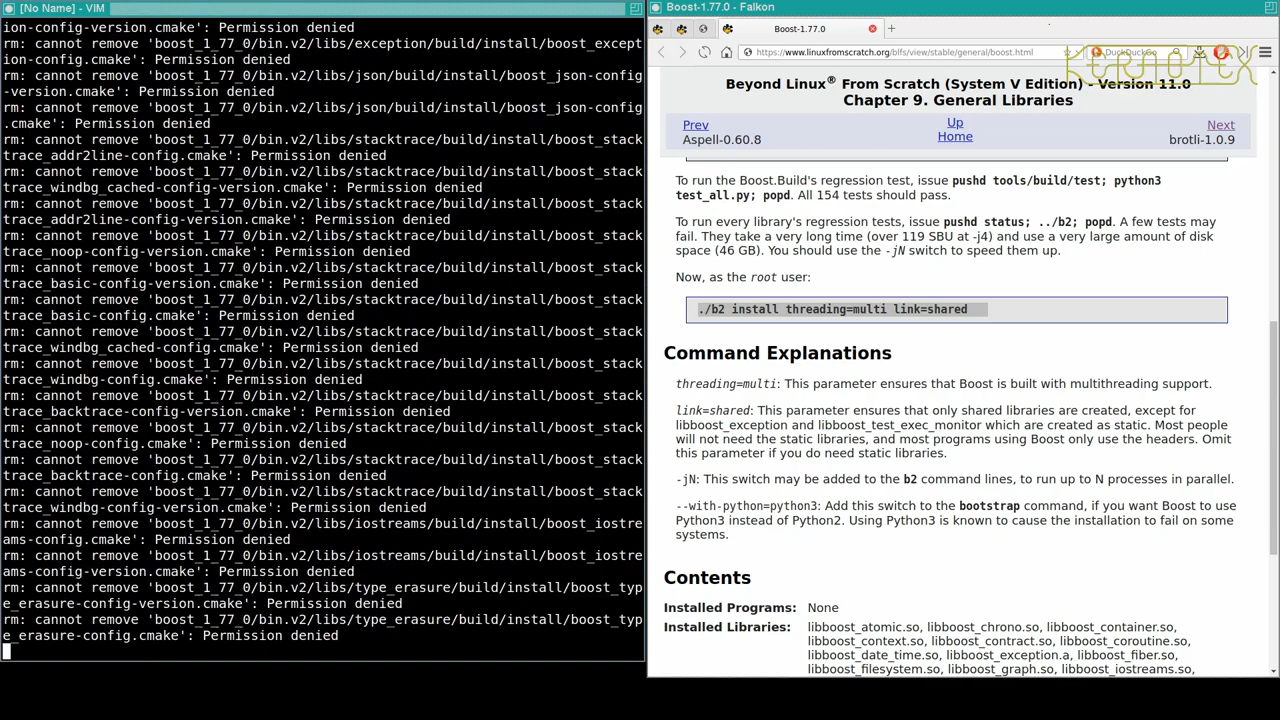 [No Name] - VIM
ion-config-version.cmake': Permission denied
rm: cannot remove 'boost_1_77_0/bin.v2/libs/exception/build/install/boost_except
ion-config.cmake': Permission denied
rm: cannot remove 'boost_1_77_0/bin.v2/libs/json/build/install/boost_json-config
-version.cmake': Permission denied
rm: cannot remove 'boost_1_77_0/bin.v2/libs/json/build/install/boost_json-config
.cmake': Permission denied
rm: cannot remove 'boost_1_77_0/bin.v2/libs/stacktrace/build/install/boost_stack
trace_addr2line-config.cmake': Permission denied
rm: cannot remove 'boost_1_77_0/bin.v2/libs/stacktrace/build/install/boost_stack
trace_windbg_cached-config-version.cmake': Permission denied
rm: cannot remove 'boost_1_77_0/bin.v2/libs/stacktrace/build/install/boost_stack
trace_addr2line-config-version.cmake': Permission denied
rm: cannot remove 'boost_1_77_0/bin.v2/libs/stacktrace/build/install/boost_stack
trace_noop-config-version.cmake': Permission denied
rm: cannot remove 'boost_1_77_0/bin.v2/libs/stacktrace/build/install/boost_stack
trace_basic-config-version.cmake': Permission denied
rm: cannot remove 'boost_1_77_0/bin.v2/libs/stacktrace/build/install/boost_stack
trace_basic-config.cmake': Permission denied
rm: cannot remove 'boost_1_77_0/bin.v2/libs/stacktrace/build/install/boost_stack
trace_windbg_cached-config.cmake': Permission denied
rm: cannot remove 'boost_1_77_0/bin.v2/libs/stacktrace/build/install/boost_stack
trace_windbg-config.cmake': Permission denied
rm: cannot remove 'boost_1_77_0/bin.v2/libs/stacktrace/build/install/boost_stack
trace_backtrace-config-version.cmake': Permission denied
rm: cannot remove 'boost_1_77_0/bin.v2/libs/stacktrace/build/install/boost_stack
trace_noop-config.cmake': Permission denied
rm: cannot remove 'boost_1_77_0/bin.v2/libs/stacktrace/build/install/boost_stack
trace_backtrace-config.cmake': Permission denied
rm: cannot remove 'boost_1_77_0/bin.v2/libs/stacktrace/build/install/boost_stack
trace_windbg-config-version.cmake': Permission denied
rm: cannot remove 'boost_1_77_0/bin.v2/libs/iostreams/build/install/boost_iostre
ams-config.cmake': Permission denied
rm: cannot remove 'boost_1_77_0/bin.v2/libs/iostreams/build/install/boost_iostre
ams-config-version.cmake': Permission denied
rm: cannot remove 'boost_1_77_0/bin.v2/libs/type_erasure/build/install/boost_typ
e_erasure-config-version.cmake': Permission denied
rm: cannot remove 'boost_1_77_0/bin.v2/libs/type_erasure/build/install/boost_typ
e_erasure-config.cmake': Permission denied
Boost-1.77.0 - Falkon
Boost-1.77.0
https://www.linuxfromscratch.org/blfs/view/stable/general/boost.html
DuckDuckGo
KERNOTEX
Beyond Linux® From Scratch (System V Edition) - Version 11.0
Chapter 9. General Libraries
Prev Up Next
Aspell-0.60.8 Home brotli-1.0.9
To run the Boost.Build's regression test, issue pushd tools/build/test; python3
test_all.py; popd. All 154 tests should pass.
To run every library's regression tests, issue pushd status; ../b2; popd. A few tests may
fail. They take a very long time (over 119 SBU at -j4) and use a very large amount of disk
space (46 GB). You should use the -jN switch to speed them up.
Now, as the root user:
./b2 install threading=multi link=shared
Command Explanations
threading=multi: This parameter ensures that Boost is built with multithreading support.
link=shared: This parameter ensures that only shared libraries are created, except for
libboost_exception and libboost_test_exec_monitor which are created as static. Most people
will not need the static libraries, and most programs using Boost only use the headers. Omit
this parameter if you do need static libraries.
-jN: This switch may be added to the b2 command lines, to run up to N processes in parallel.
--with-python=python3: Add this switch to the bootstrap command, if you want Boost to use
Python3 instead of Python2. Using Python3 is known to cause the installation to fail on some
systems.
Contents
Installed Programs: None
Installed Libraries: libboost_atomic.so, libboost_chrono.so, libboost_container.so,
libboost_context.so, libboost_contract.so, libboost_coroutine.so,
libboost_date_time.so, libboost_exception.a, libboost_fiber.so,
libboost_filesystem.so, libboost_graph.so, libboost_iostreams.so,